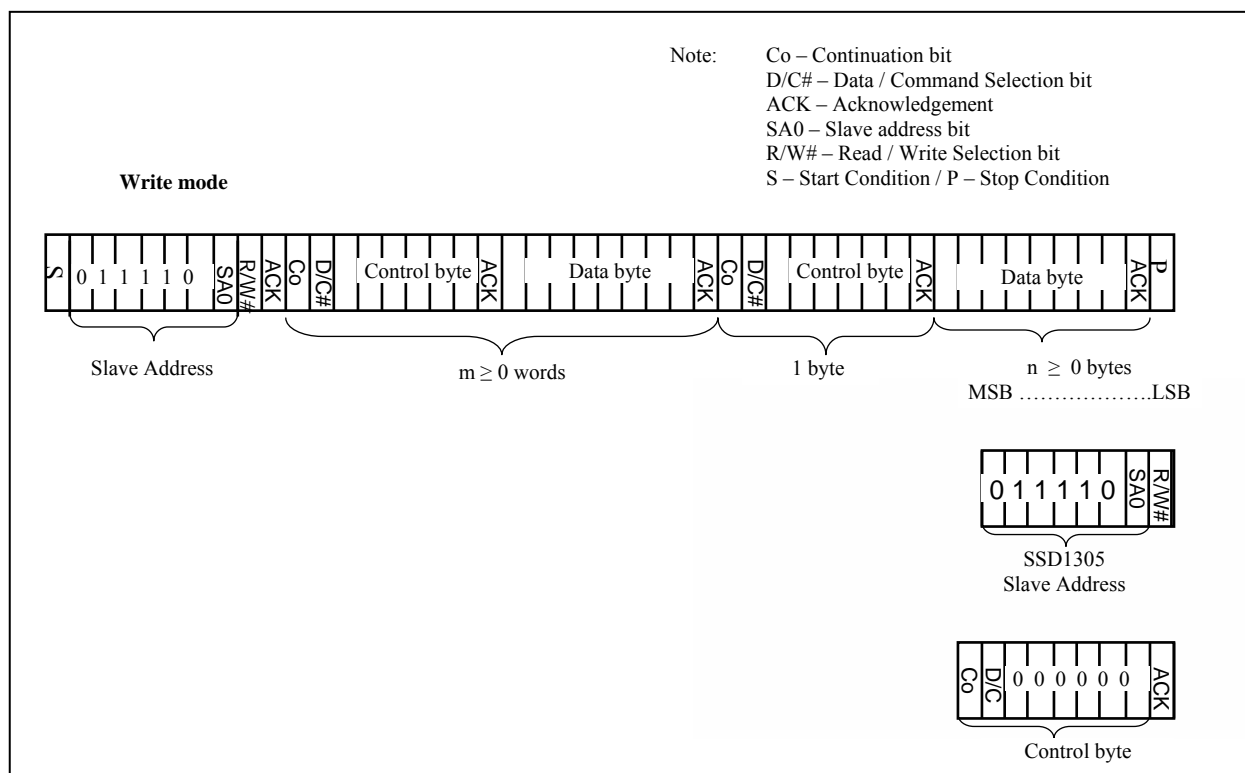 Note: Co – Continuation bit
D/C# – Data / Command Selection bit
ACK – Acknowledgement
SA0 – Slave address bit
R/W# – Read / Write Selection bit
S – Start Condition / P – Stop Condition
Write mode
S 0 1 1 1 1 0 SA0 R/W# ACK Co D/C# Control byte ACK Data byte ACK Co D/C# Control byte ACK Data byte ACK P
Slave Address m ≥ 0 words 1 byte n ≥ 0 bytes
MSB ……………….LSB
0 1 1 1 1 0 SA0 R/W#
SSD1305
Slave Address
Co D/C 0 0 0 0 0 0 ACK
Control byte